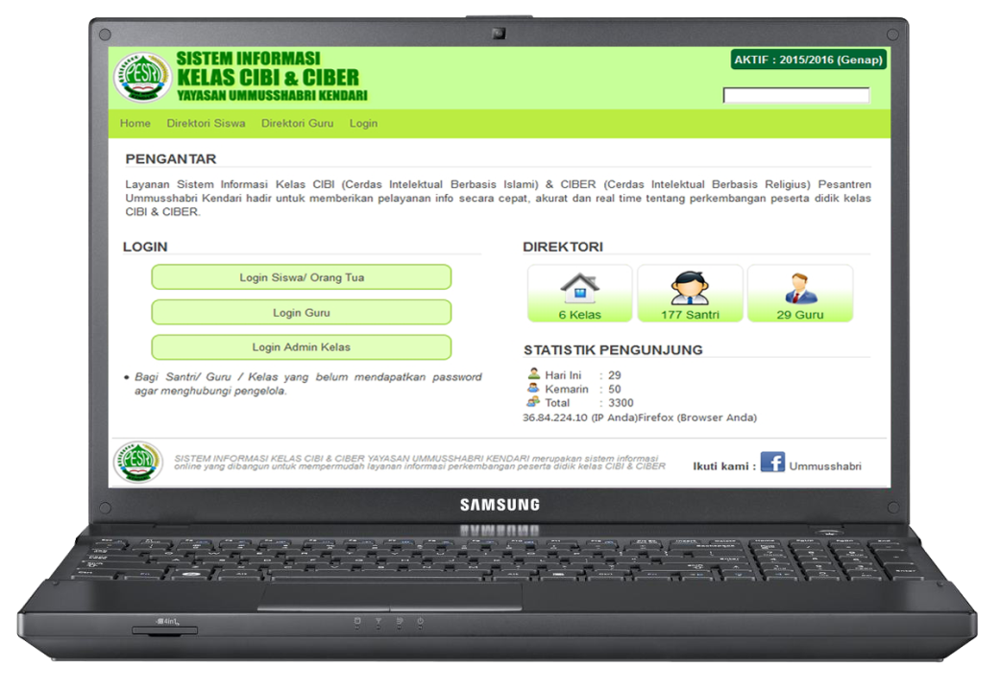 SISTEM INFORMASI
KELAS CIBI & CIBER
YAYASAN UMMUSSHABRI KENDARI
PESRI
AKTIF : 2015/2016 (Genap)
Home Direktori Siswa Direktori Guru Login
PENGANTAR
Layanan Sistem Informasi Kelas CIBI (Cerdas Intelektual Berbasis Islami) & CIBER (Cerdas Intelektual Berbasis Religius) Pesantren
Ummusshabri Kendari hadir untuk memberikan pelayanan info secara cepat, akurat dan real time tentang perkembangan peserta didik kelas
CIBI & CIBER.
LOGIN
Login Siswa/ Orang Tua
Login Guru
Login Admin Kelas
• Bagi Santri/ Guru / Kelas yang belum mendapatkan password
agar menghubungi pengelola.
DIREKTORI
6 Kelas 177 Santri 29 Guru
STATISTIK PENGUNJUNG
Hari Ini : 29
Kemarin : 50
Total : 3300
36.84.224.10 (IP Anda)Firefox (Browser Anda)
PESRI
SISTEM INFORMASI KELAS CIBI & CIBER YAYASAN UMMUSSHABRI KENDARI merupakan sistem informasi
online yang dibangun untuk mempermudah layanan informasi perkembangan peserta didik kelas CIBI & CIBER
Ikuti kami : f Ummusshabri
SAMSUNG
4in1